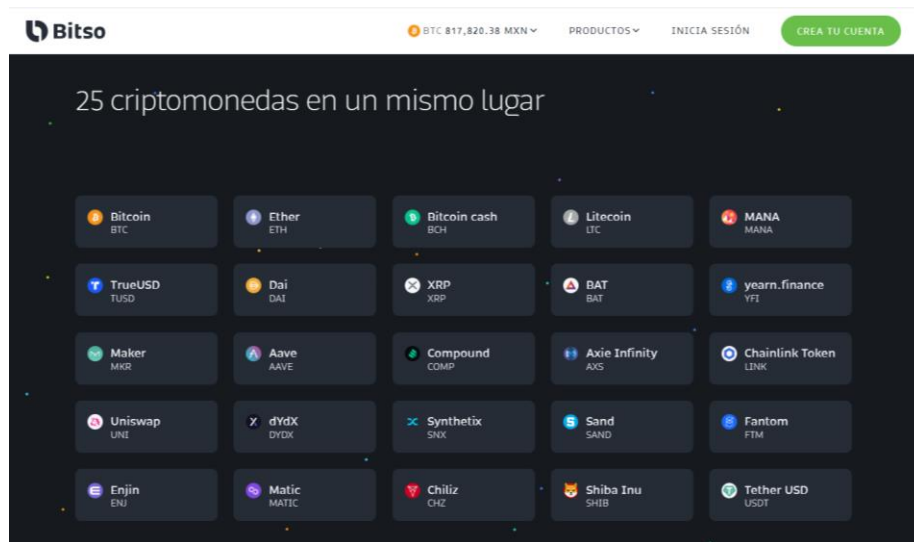 Bitso
BTC 817,820.38 MXN
PRODUCTOS
INICIA SESIÓN
CREA TU CUENTA
25 criptomonedas en un mismo lugar
Bitcoin
BTC
Ether
ETH
Bitcoin cash
BCH
Litecoin
LTC
MANA
MANA
TrueUSD
TUSD
Dai
DAI
XRP
XRP
BAT
BAT
yearn.finance
YFI
Maker
MKR
Aave
AAVE
Compound
COMP
Axie Infinity
AXS
Chainlink Token
LINK
Uniswap
UNI
dYdX
DYDX
Synthetix
SNX
Sand
SAND
Fantom
FTM
Enjin
ENJ
Matic
MATIC
Chiliz
CHZ
Shiba Inu
SHIB
Tether USD
USDT